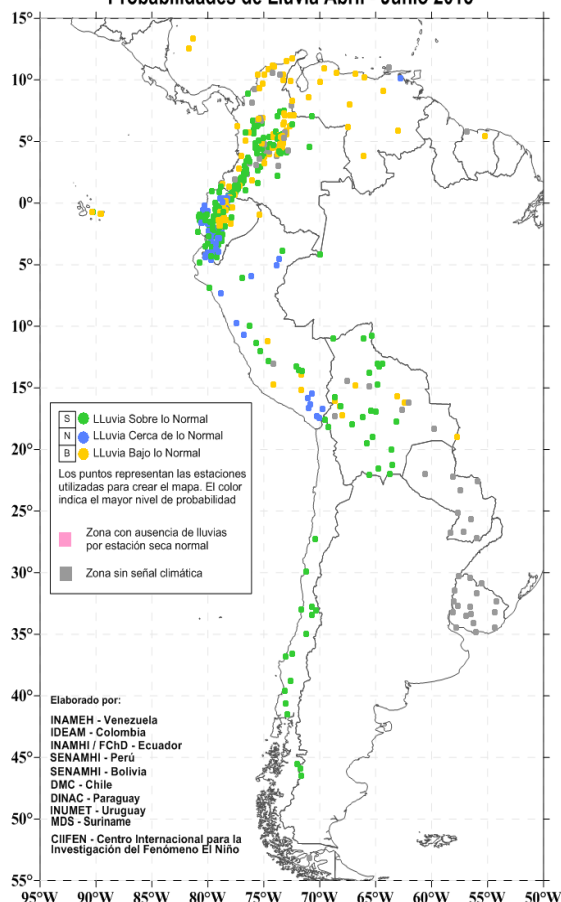 Probabilidades de Lluvia Abril - Junio
15°
10°
5°
0°
5°
10°
15°
20°
25°
30°
35°
40°
45°
50°
55°
S LLuvia Sobre lo Normal
N LLuvia Cerca de lo Normal
B LLuvia Bajo lo Normal
Los puntos representan las estaciones
utilizadas para crear el mapa. El color
indica el mayor nivel de probabilidad
Zona con ausencia de lluvias
por estación seca normal
Zona sin señal climática
Elaborado por:
INAMEH - Venezuela
IDEAM - Colombia
INAMHI / FChD - Ecuador
SENAMHI - Perú
SENAMHI - Bolivia
DMC - Chile
DINAC - Paraguay
INUMET - Uruguay
MDS - Suriname
CIIFEN - Centro Internacional para la
Investigación del Fenómeno El Niño
95°W 90°W 85°W 80°W 75°W 70°W 65°W 60°W 55°W 50°W